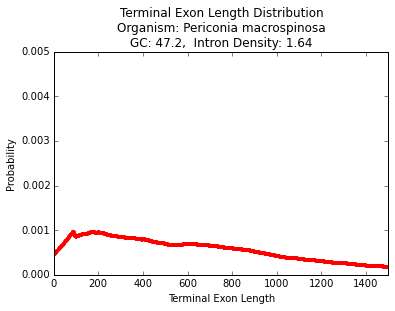 Terminal Exon Length Distribution
Organism: Periconia macrospinosa
GC: 47.2,  Intron Density: 1.64
0.005
0.004
0.003
0.002
0.001
0.000
Probability
0 200 400 600 800 1000 1200 1400
Terminal Exon Length